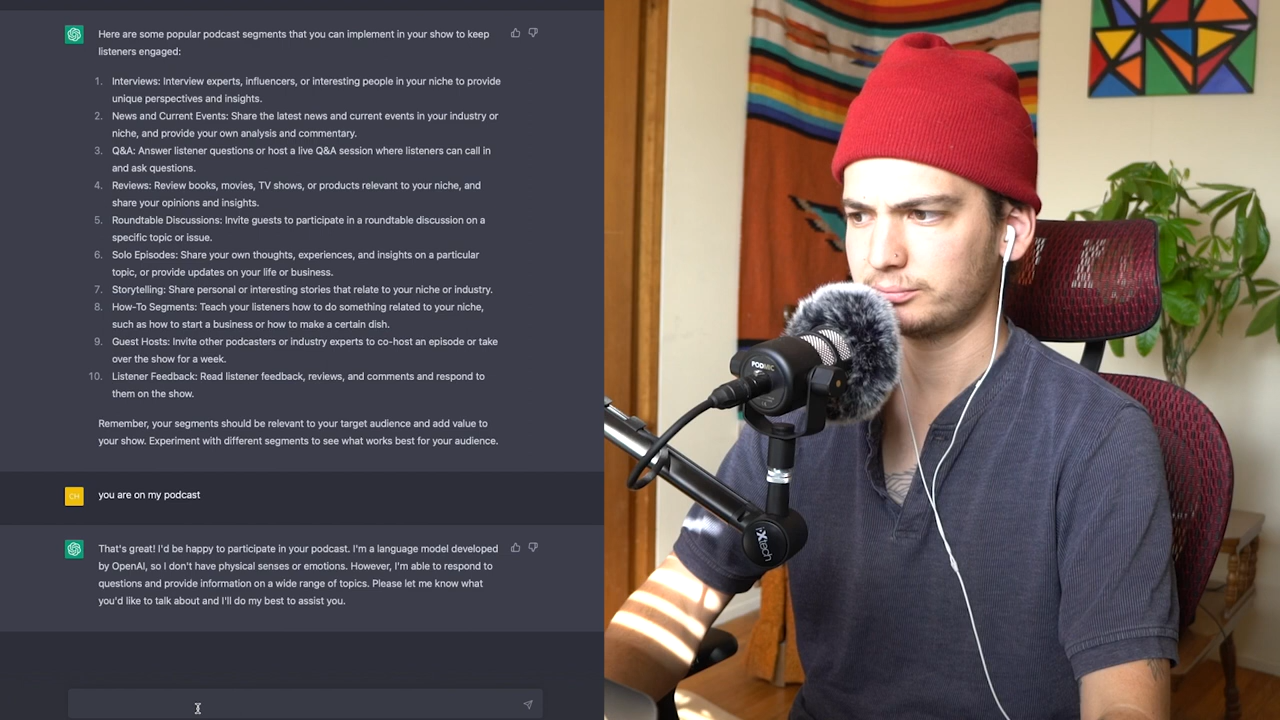 Here are some popular podcast segments that you can implement in your show to keep
listeners engaged:
1. Interviews: Interview experts, influencers, or interesting people in your niche to provide
unique perspectives and insights.
2. News and Current Events: Share the latest news and current events in your industry or
niche, and provide your own analysis and commentary.
3. Q&A: Answer listener questions or host a live Q&A session where listeners can call in
and ask questions.
4. Reviews: Review books, movies, TV shows, or products relevant to your niche, and
share your opinions and insights.
5. Roundtable Discussions: Invite guests to participate in a roundtable discussion on a
specific topic or issue.
6. Solo Episodes: Share your own thoughts, experiences, and insights on a particular
topic, or provide updates on your life or business.
7. Storytelling: Share personal or interesting stories that relate to your niche or industry.
8. How-To Segments: Teach your listeners how to do something related to your niche,
such as how to start a business or how to make a certain dish.
9. Guest Hosts: Invite other podcasters or industry experts to co-host an episode or take
over the show for a week.
10. Listener Feedback: Read listener feedback, reviews, and comments and respond to
them on the show.
Remember, your segments should be relevant to your target audience and add value to
your show. Experiment with different segments to see what works best for your audience.
CH
you are on my podcast
That's great! I'd be happy to participate in your podcast. I'm a language model developed
by OpenAI, so I don't have physical senses or emotions. However, I'm able to respond to
questions and provide information on a wide range of topics. Please let me know what
you'd like to talk about and I'll do my best to assist you.
PODMIC
iXtech